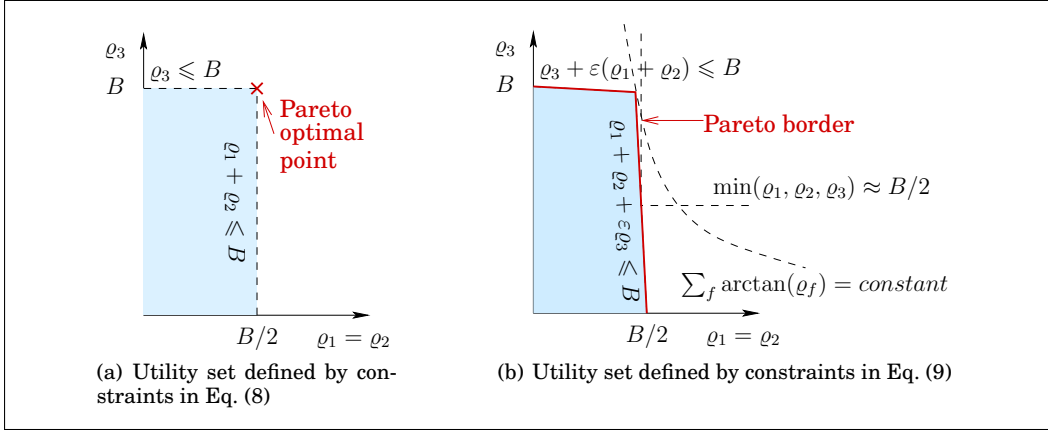 ϱ₃
B
ϱ₃ ⩽ B
Pareto
optimal
point
ϱ₁ + ϱ₂ ⩽ B
B/2
ϱ₁ = ϱ₂
(a) Utility set defined by con-
straints in Eq. (8)
ϱ₃
B
ϱ₃ + ε(ϱ₁ + ϱ₂) ⩽ B
Pareto border
ϱ₁ + ϱ₂ + εϱ₃ ⩽ B
min(ϱ₁, ϱ₂, ϱ₃) ≈ B/2
∑_f arctan(ϱ_f) = constant
B/2
ϱ₁ = ϱ₂
(b) Utility set defined by constraints in Eq. (9)